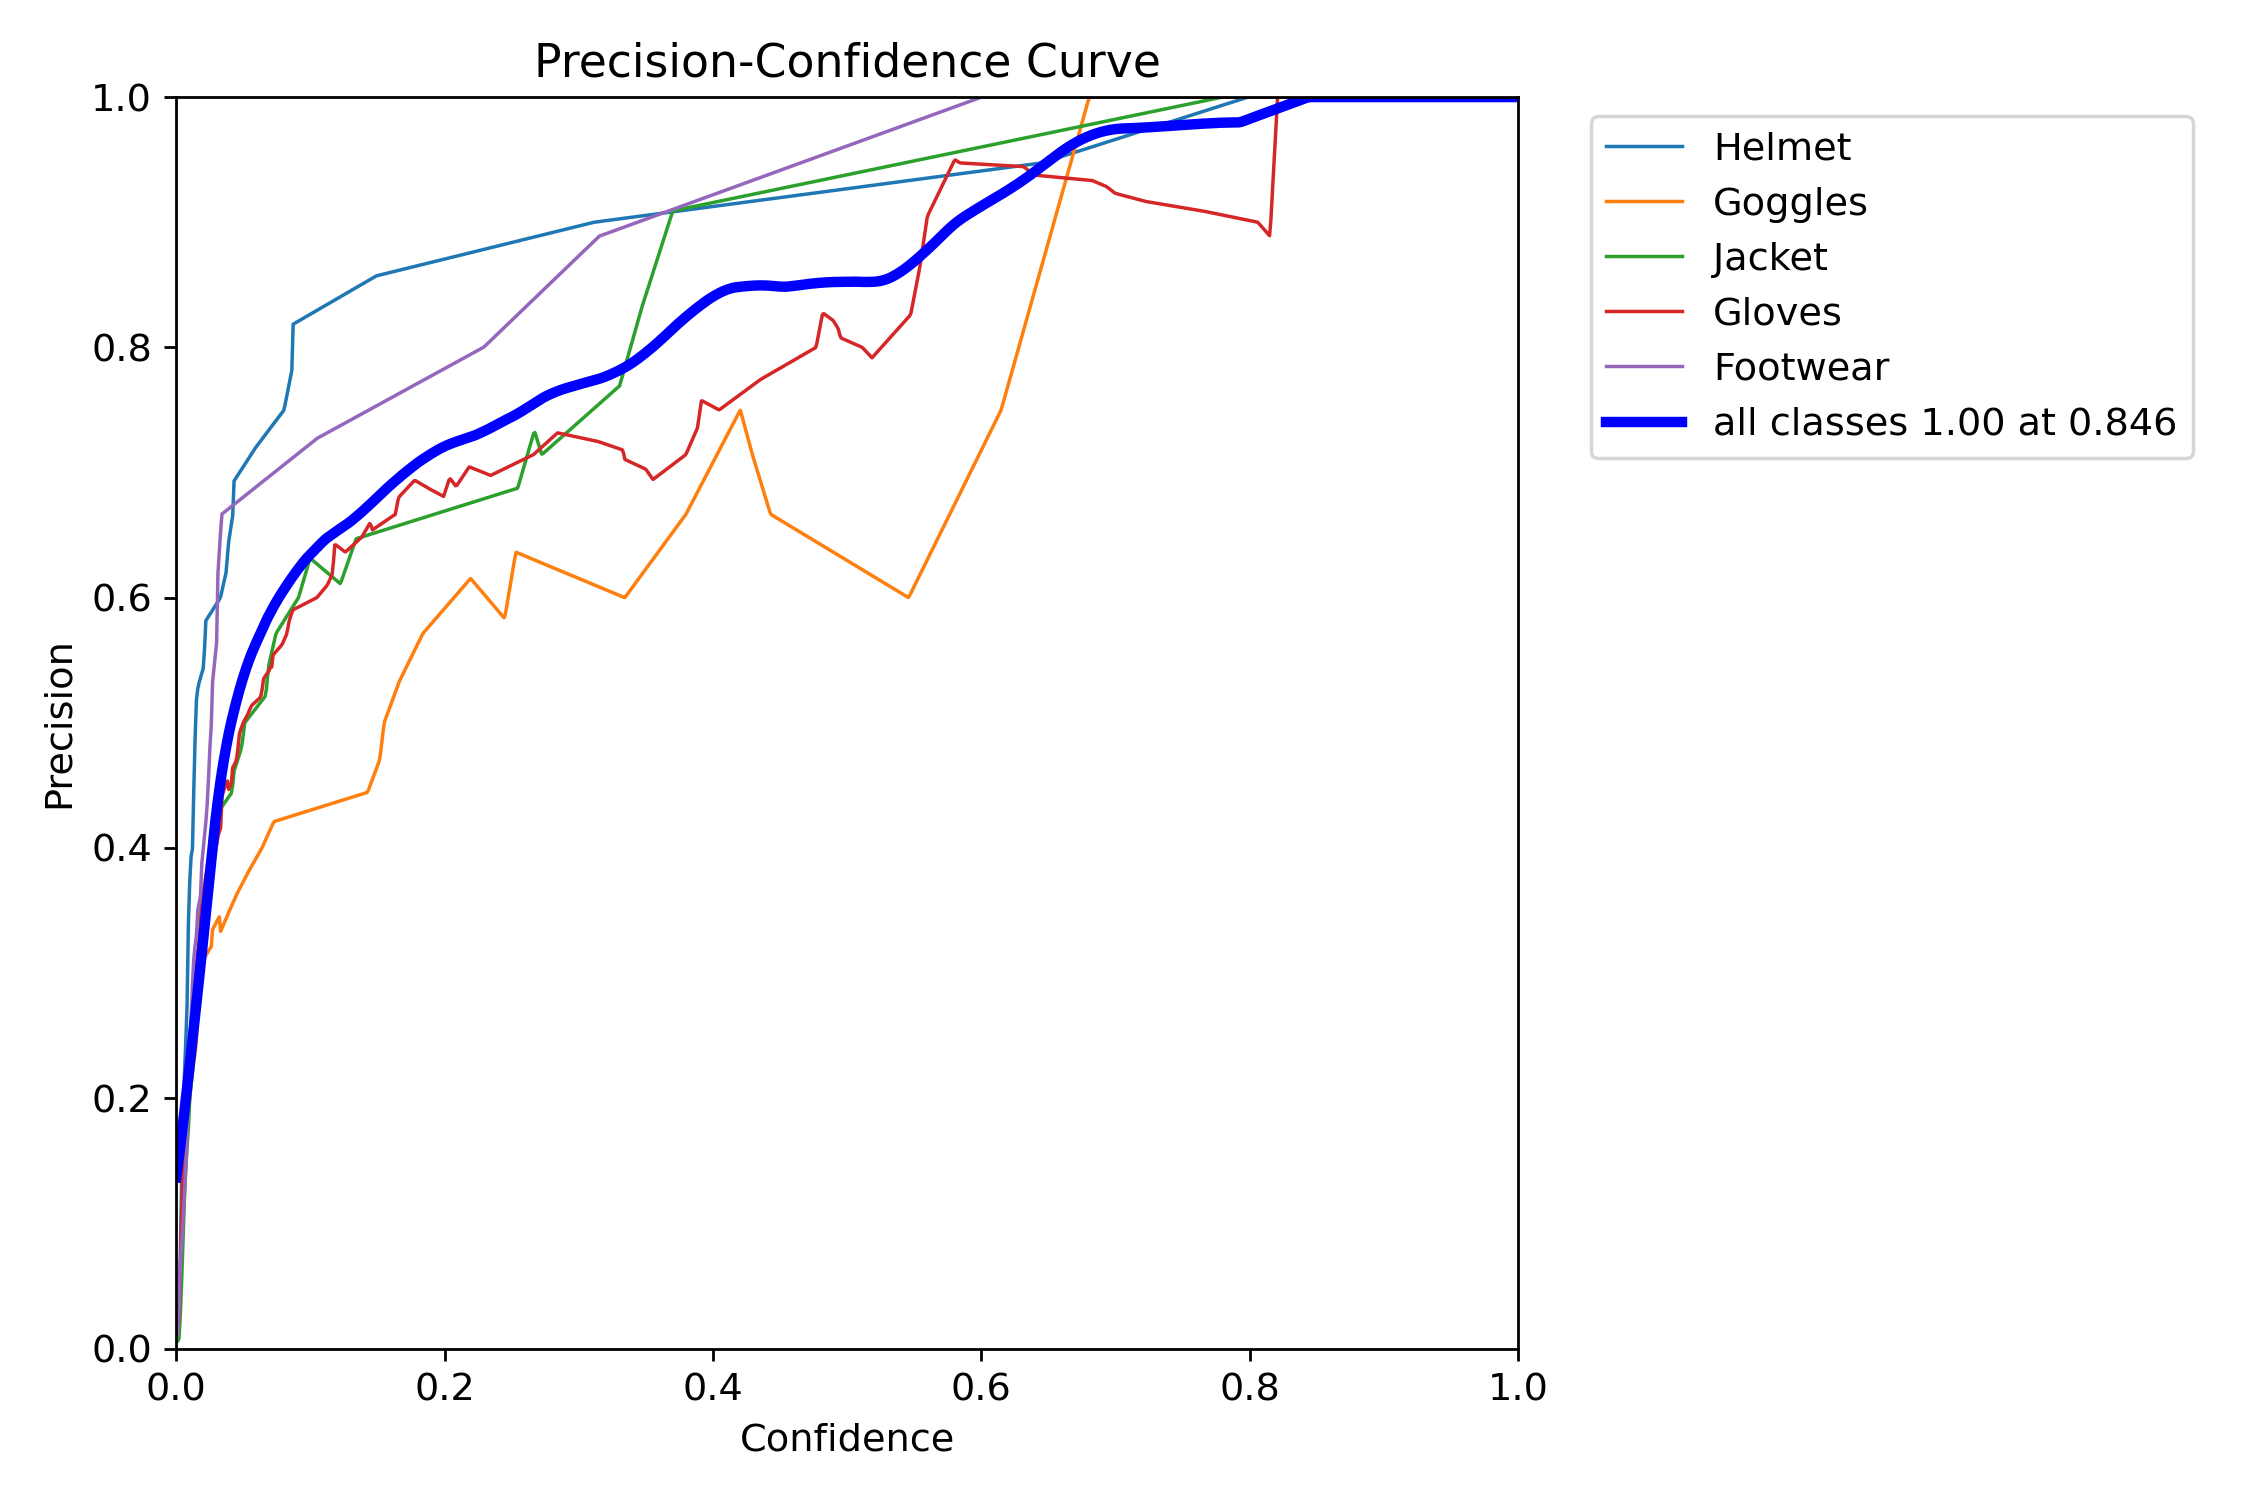 Precision-Confidence Curve
1.0
0.8
0.6
0.4
0.2
0.0
Precision
0.0 0.2 0.4 0.6 0.8 1.0
Confidence
Helmet
Goggles
Jacket
Gloves
Footwear
all classes 1.00 at 0.846